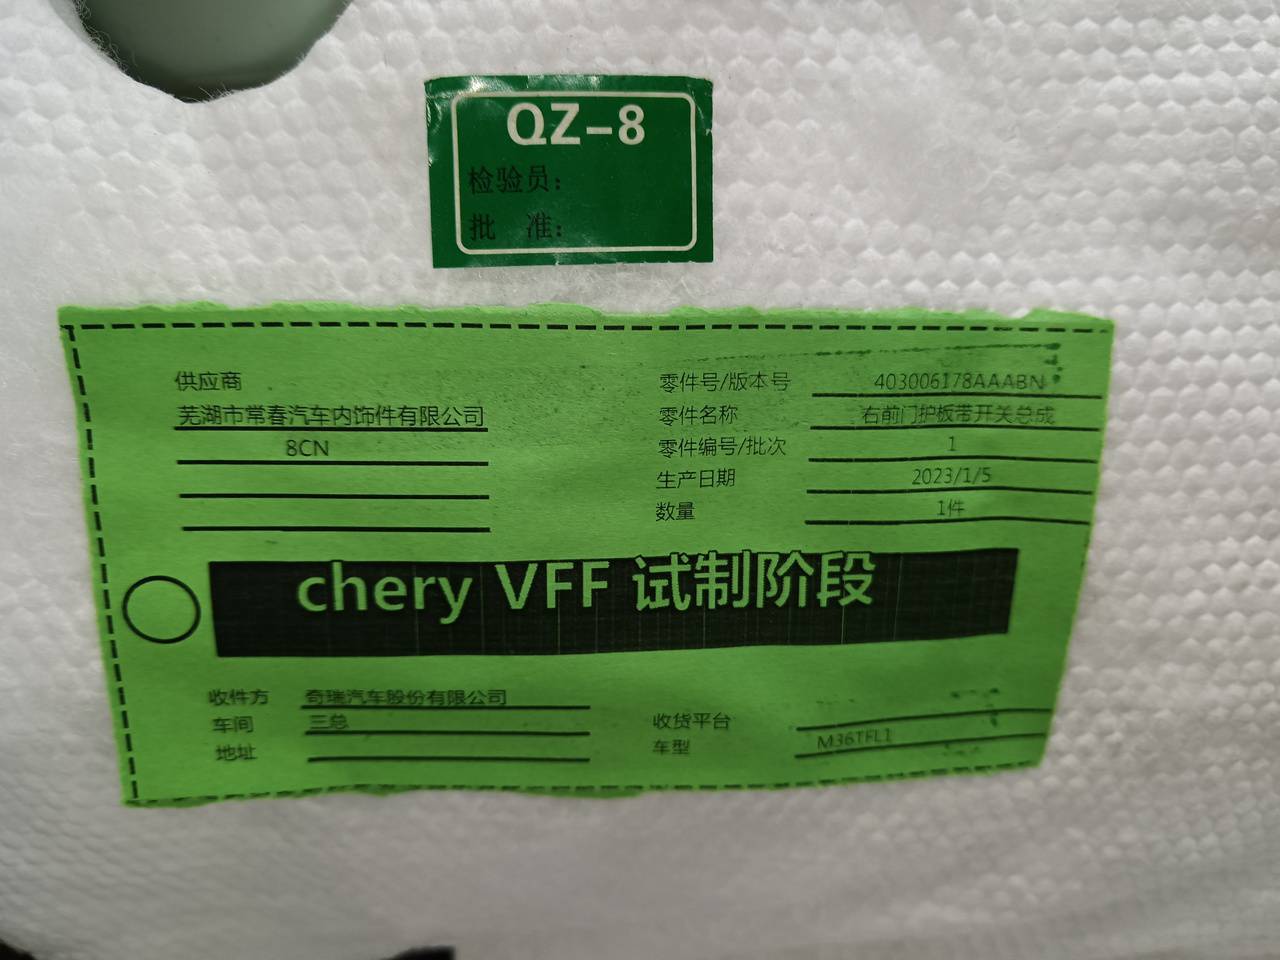 QZ-8
检验员：
批 准：
供应商
芜湖市常春汽车内饰件有限公司
8CN
零件号/版本号 403006178AAABN
零件名称 右前门护板带开关总成
零件编号/批次 1
生产日期 2023/1/5
数量 1件
chery VFF 试制阶段
收件方 奇瑞汽车股份有限公司
车间 三总
地址
收货平台
车型 M36TFL1